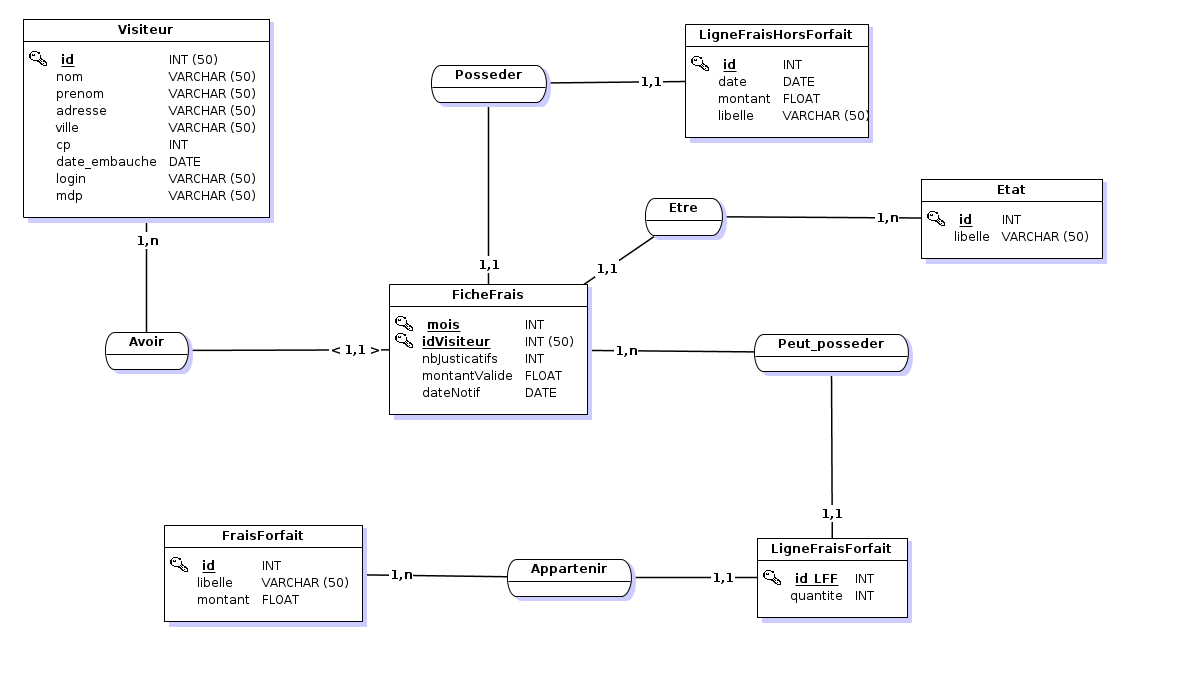 Visiteur
id INT (50)
nom VARCHAR (50)
prenom VARCHAR (50)
adresse VARCHAR (50)
ville VARCHAR (50)
cp INT
date_embauche DATE
login VARCHAR (50)
mdp VARCHAR (50)
Posseder
1,1
LigneFraisHorsForfait
id INT
date DATE
montant FLOAT
libelle VARCHAR (50)
Etre
1,n
Etat
id INT
libelle VARCHAR (50)
1,n
1,1
1,1
Avoir
< 1,1 >
FicheFrais
mois INT
idVisiteur INT (50)
nbJusticatifs INT
montantValide FLOAT
dateNotif DATE
1,n
Peut_posseder
1,1
FraisForfait
id INT
libelle VARCHAR (50)
montant FLOAT
1,n
Appartenir
1,1
LigneFraisForfait
id_LFF INT
quantite INT